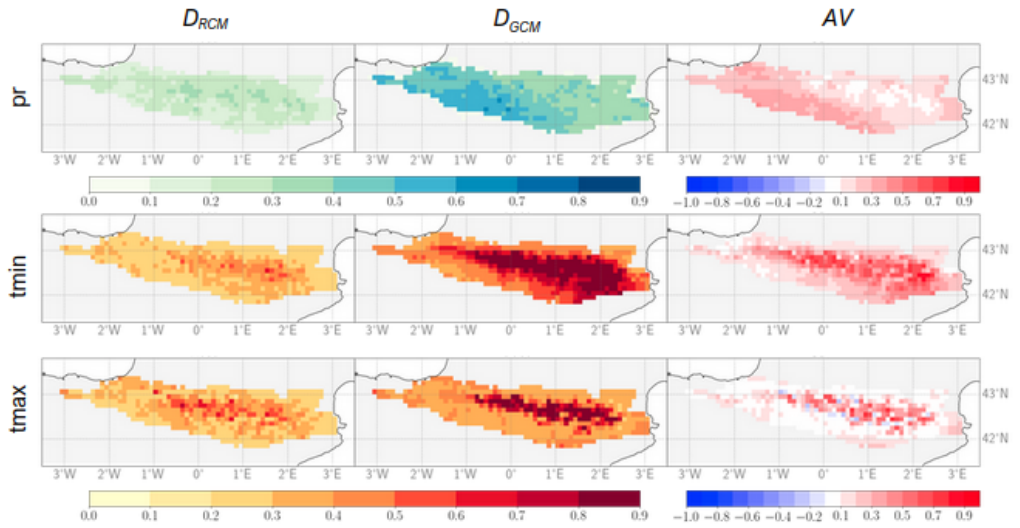 D_RCM D_GCM AV
pr
43°N
42°N
3°W 2°W 1°W 0° 1°E 2°E 3°E 3°W 2°W 1°W 0° 1°E 2°E 3°E 3°W 2°W 1°W 0° 1°E 2°E 3°E
0.0 0.1 0.2 0.3 0.4 0.5 0.6 0.7 0.8 0.9 −1.0 −0.8 −0.6 −0.4 −0.2 0.1 0.3 0.5 0.7 0.9
tmin
43°N
42°N
3°W 2°W 1°W 0° 1°E 2°E 3°E 3°W 2°W 1°W 0° 1°E 2°E 3°E 3°W 2°W 1°W 0° 1°E 2°E 3°E
tmax
43°N
42°N
3°W 2°W 1°W 0° 1°E 2°E 3°E 3°W 2°W 1°W 0° 1°E 2°E 3°E 3°W 2°W 1°W 0° 1°E 2°E 3°E
0.0 0.1 0.2 0.3 0.4 0.5 0.6 0.7 0.8 0.9 −1.0 −0.8 −0.6 −0.4 −0.2 0.1 0.3 0.5 0.7 0.9